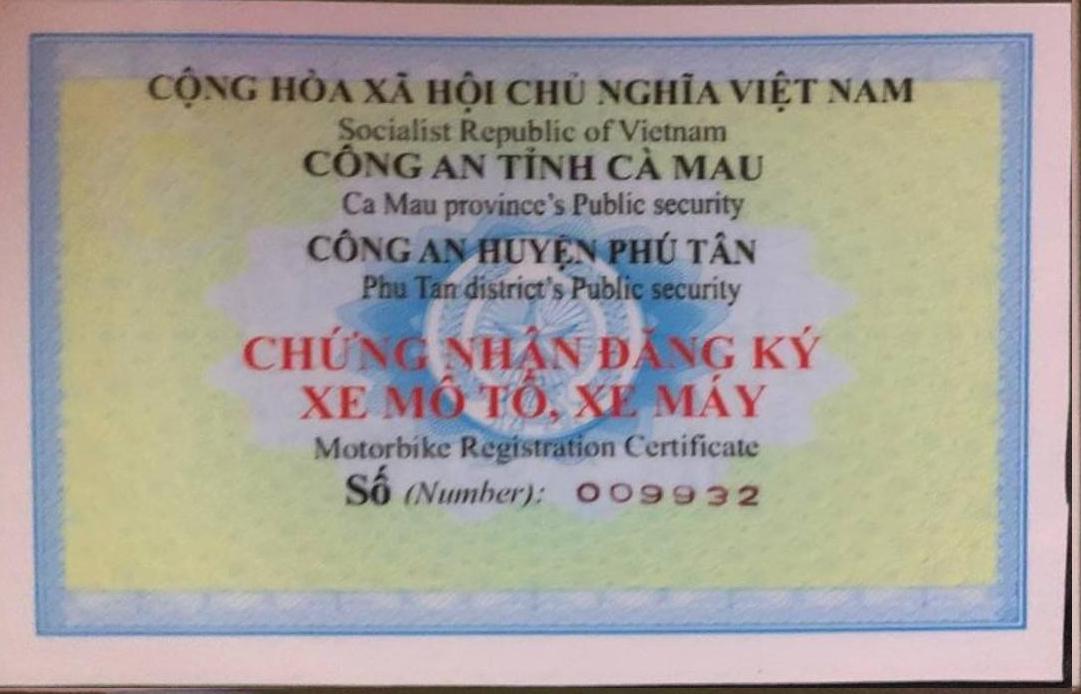 CỘNG HÒA XÃ HỘI CHỦ NGHĨA VIỆT NAM
Socialist Republic of Vietnam
CÔNG AN TỈNH CÀ MAU
Ca Mau province's Public security
CÔNG AN HUYỆN PHÚ TÂN
Phu Tan district's Public security
CHỨNG NHẬN ĐĂNG KÝ
XE MÔ TÔ, XE MÁY
Motorbike Registration Certificate
Số (Number): 009932